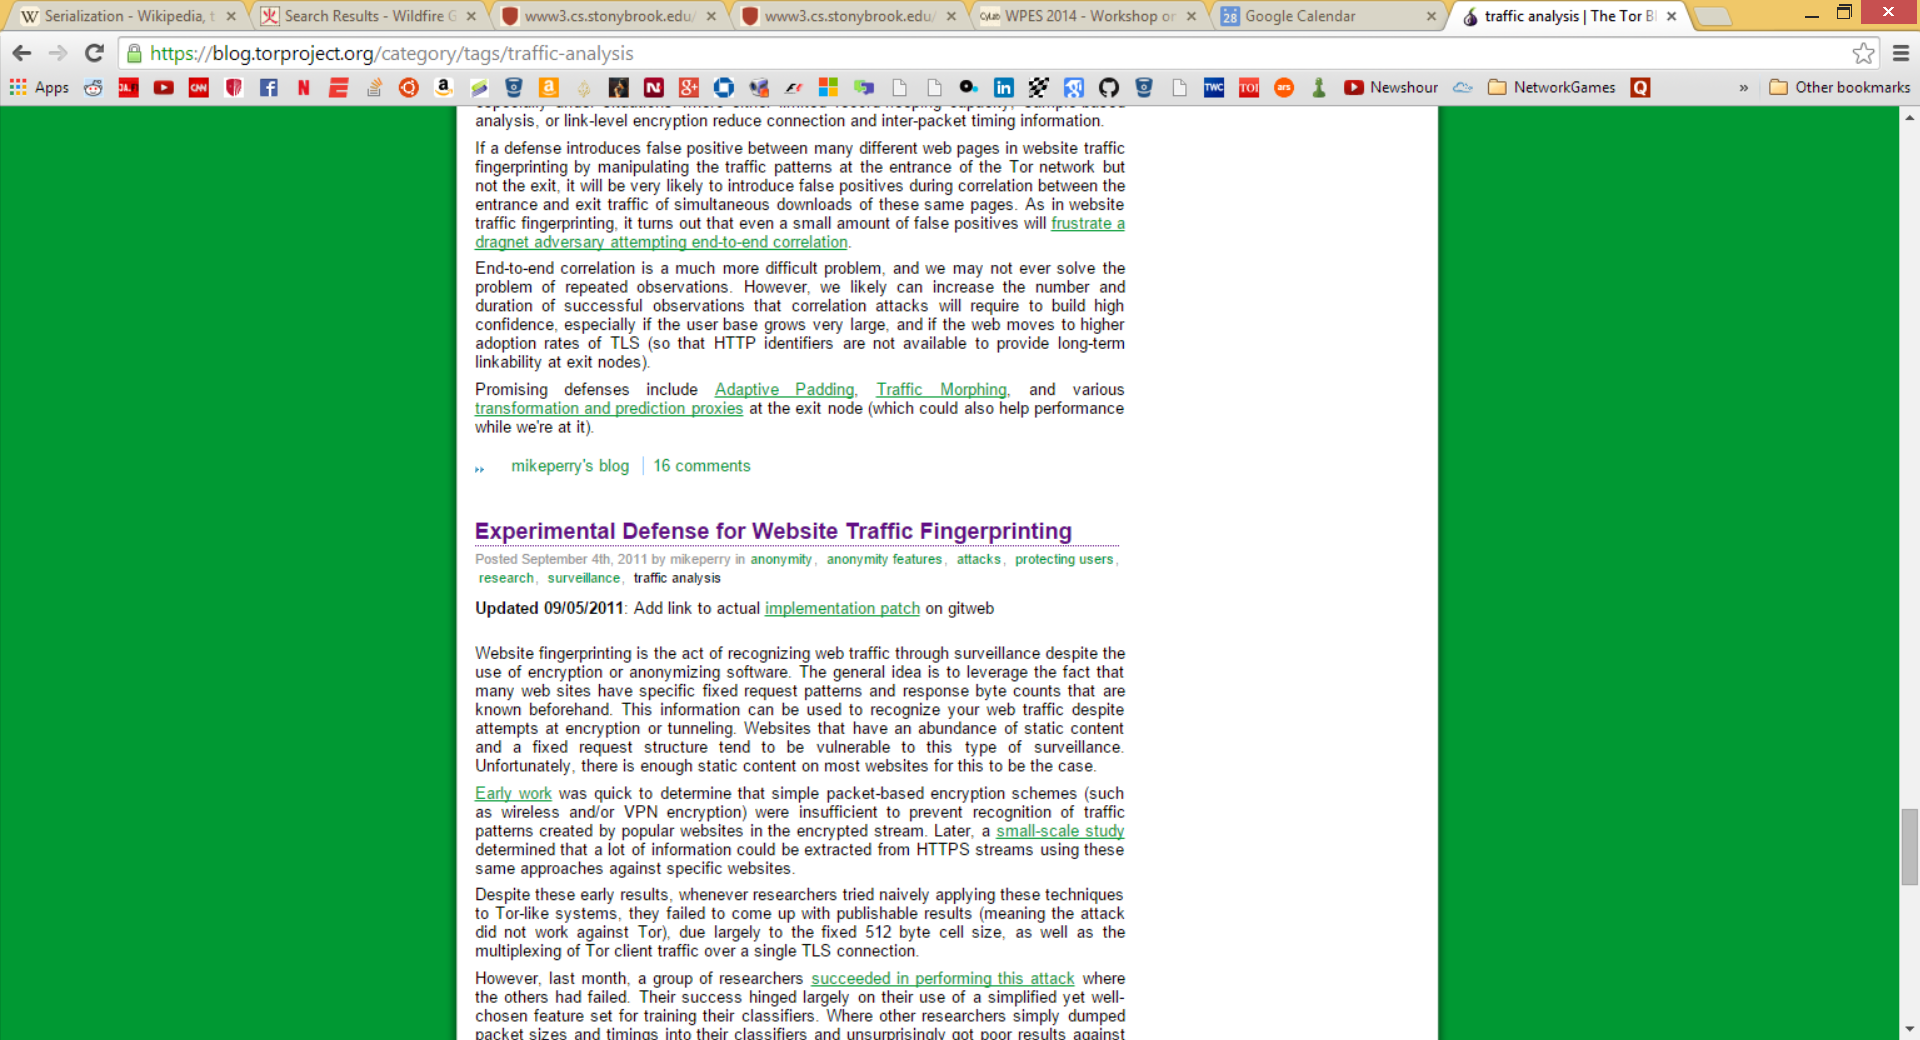 Serialization - Wikipedia, t
Search Results - Wildfire G
www3.cs.stonybrook.edu/
www3.cs.stonybrook.edu/
WPES 2014 - Workshop or
Google Calendar
traffic analysis | The Tor Bl
https://blog.torproject.org/category/tags/traffic-analysis
Apps
Newshour
NetworkGames
»
Other bookmarks
analysis, or link-level encryption reduce connection and inter-packet timing information.
If a defense introduces false positive between many different web pages in website traffic
fingerprinting by manipulating the traffic patterns at the entrance of the Tor network but
not the exit, it will be very likely to introduce false positives during correlation between the
entrance and exit traffic of simultaneous downloads of these same pages. As in website
traffic fingerprinting, it turns out that even a small amount of false positives will frustrate a
dragnet adversary attempting end-to-end correlation.
End-to-end correlation is a much more difficult problem, and we may not ever solve the
problem of repeated observations. However, we likely can increase the number and
duration of successful observations that correlation attacks will require to build high
confidence, especially if the user base grows very large, and if the web moves to higher
adoption rates of TLS (so that HTTP identifiers are not available to provide long-term
linkability at exit nodes).
Promising defenses include Adaptive Padding, Traffic Morphing, and various
transformation and prediction proxies at the exit node (which could also help performance
while we're at it).
mikeperry's blog
16 comments
Experimental Defense for Website Traffic Fingerprinting
Posted September 4th, 2011 by mikeperry in anonymity, anonymity features, attacks, protecting users,
research, surveillance, traffic analysis
Updated 09/05/2011: Add link to actual implementation patch on gitweb
Website fingerprinting is the act of recognizing web traffic through surveillance despite the
use of encryption or anonymizing software. The general idea is to leverage the fact that
many web sites have specific fixed request patterns and response byte counts that are
known beforehand. This information can be used to recognize your web traffic despite
attempts at encryption or tunneling. Websites that have an abundance of static content
and a fixed request structure tend to be vulnerable to this type of surveillance.
Unfortunately, there is enough static content on most websites for this to be the case.
Early work was quick to determine that simple packet-based encryption schemes (such
as wireless and/or VPN encryption) were insufficient to prevent recognition of traffic
patterns created by popular websites in the encrypted stream. Later, a small-scale study
determined that a lot of information could be extracted from HTTPS streams using these
same approaches against specific websites.
Despite these early results, whenever researchers tried naively applying these techniques
to Tor-like systems, they failed to come up with publishable results (meaning the attack
did not work against Tor), due largely to the fixed 512 byte cell size, as well as the
multiplexing of Tor client traffic over a single TLS connection.
However, last month, a group of researchers succeeded in performing this attack where
the others had failed. Their success hinged largely on their use of a simplified yet well-
chosen feature set for training their classifiers. Where other researchers simply dumped
packet sizes and timings into their classifiers and unsurprisingly got poor results against